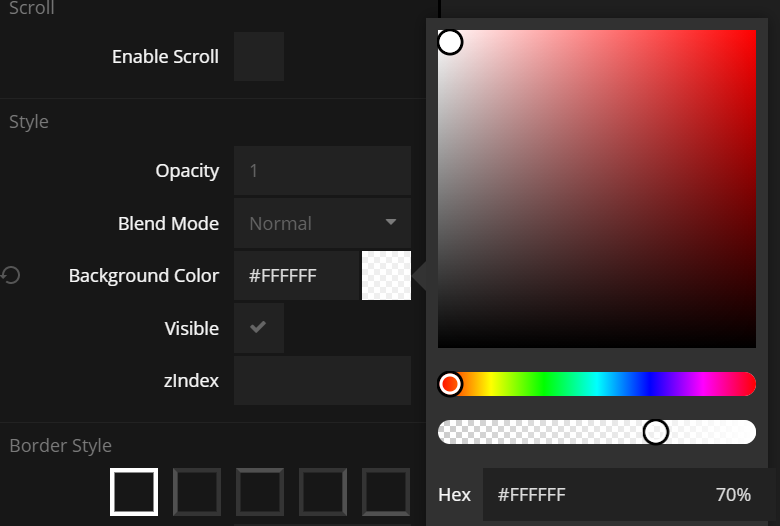 Scroll
Enable Scroll
Style
Opacity 1
Blend Mode Normal
Background Color #FFFFFF
Visible
zIndex
Border Style
Hex #FFFFFF 70%